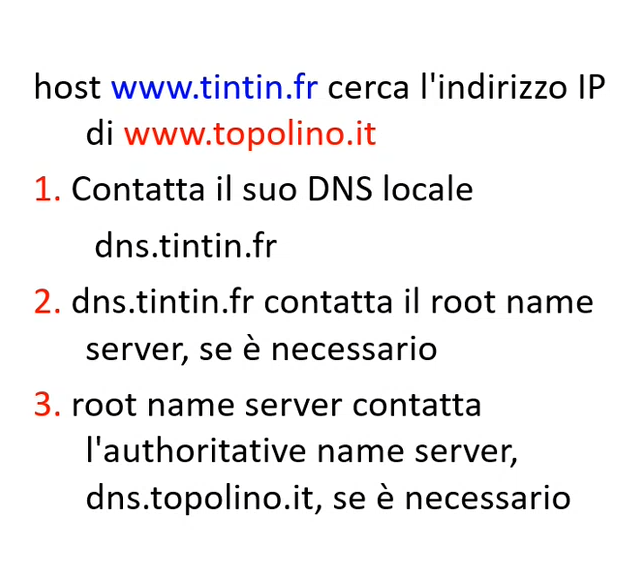 host www.tintin.fr cerca l'indirizzo IP
di www.topolino.it
1. Contatta il suo DNS locale
dns.tintin.fr
2. dns.tintin.fr contatta il root name
server, se è necessario
3. root name server contatta
l'authoritative name server,
dns.topolino.it, se è necessario